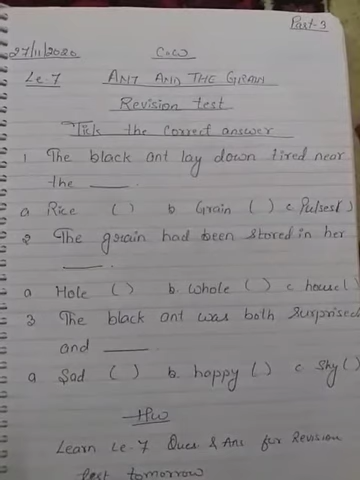 Part-3
27/11/2020 C.W
Le.7 ANT AND THE GRAIN
Revision test
Tick the correct answer
1 The black ant lay down tired near
the ____.
a Rice ( ) b Grain ( ) c Pulses( )
2 The grain had been stored in her
____.
a Hole ( ) b. whole ( ) c house( )
3 The black ant was both surprised
and ____
a Sad ( ) b. happy ( ) c. Shy( )
HW
Learn Le.7 Ques & Ans for Revision
test tomorrow